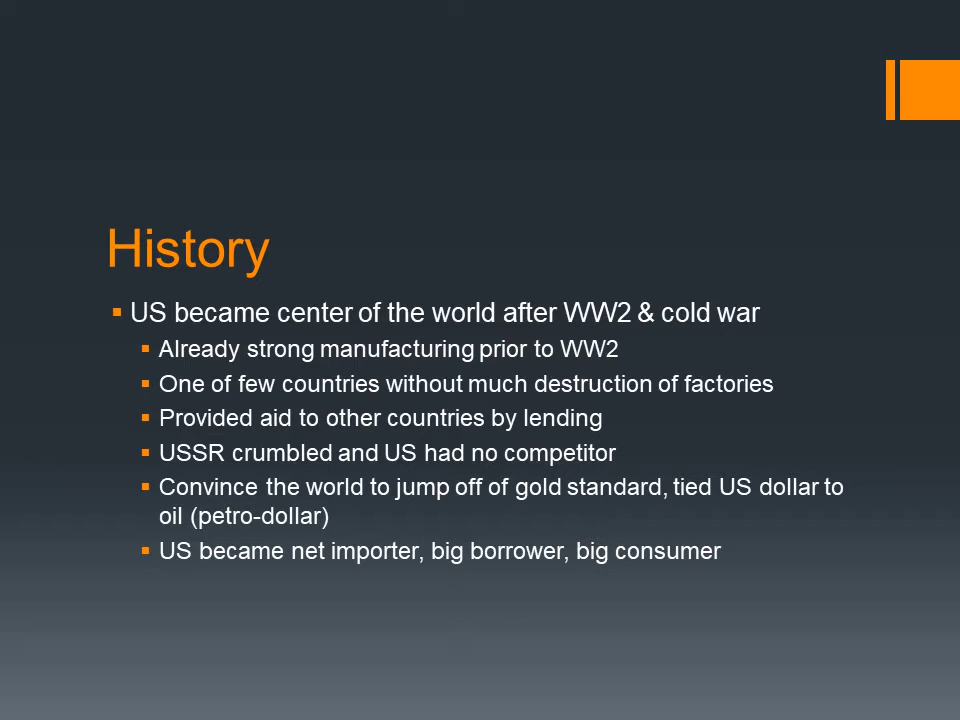 History
US became center of the world after WW2 & cold war
Already strong manufacturing prior to WW2
One of few countries without much destruction of factories
Provided aid to other countries by lending
USSR crumbled and US had no competitor
Convince the world to jump off of gold standard, tied US dollar to
oil (petro-dollar)
US became net importer, big borrower, big consumer